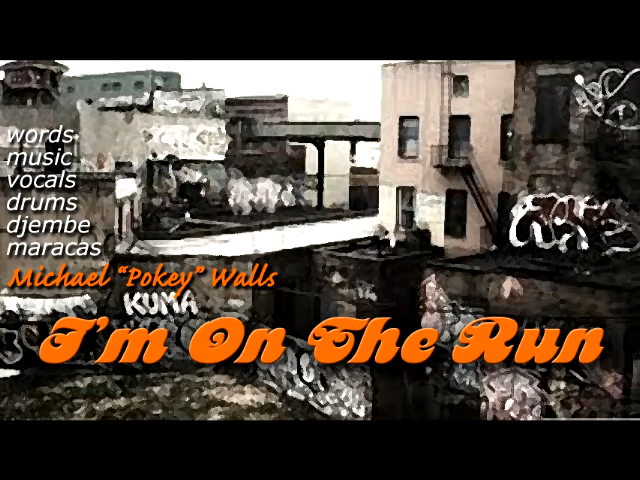 words
music
vocals
drums
djembe
maracas
Michael “Pokey” Walls
KUMA
I’m On The Run